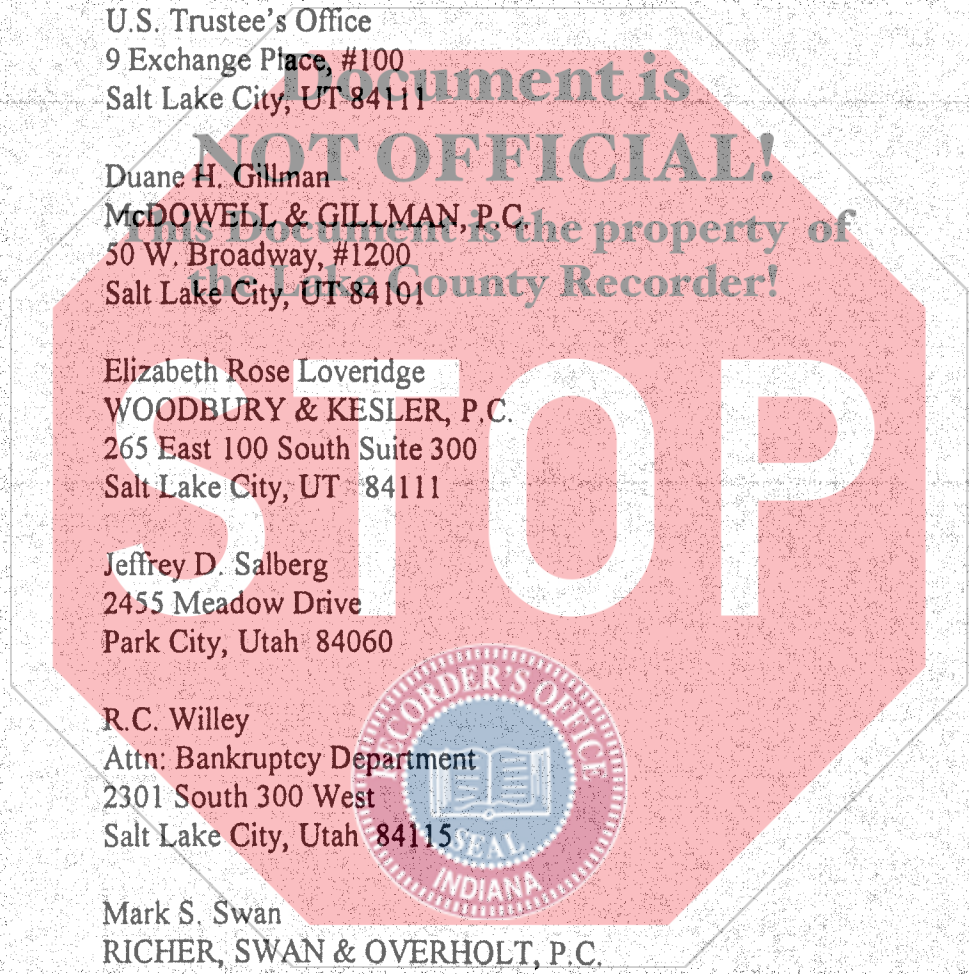 U.S. Trustee's Office
9 Exchange Place, #100
Salt Lake City, UT 84111
Document is
NOT OFFICIAL!
Duane H. Gillman
McDOWELL & GILLMAN, P.C.
This Document is the property of
50 W. Broadway, #1200
the Lake County Recorder!
Salt Lake City, UT 84101
STOP
Elizabeth Rose Loveridge
WOODBURY & KESLER, P.C.
265 East 100 South Suite 300
Salt Lake City, UT 84111
Jeffrey D. Salberg
2455 Meadow Drive
Park City, Utah 84060
R.C. Willey
Attn: Bankruptcy Department
2301 South 300 West
Salt Lake City, Utah 84115
RECORDER'S OFFICE
SEAL
INDIANA
Mark S. Swan
RICHER, SWAN & OVERHOLT, P.C.